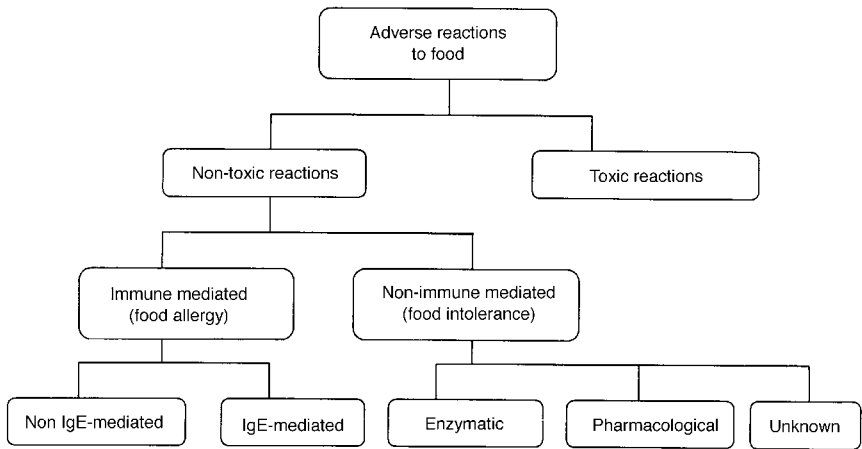 Adverse reactions
to food
Non-toxic reactions
Toxic reactions
Immune mediated
(food allergy)
Non-immune mediated
(food intolerance)
Non IgE-mediated
IgE-mediated
Enzymatic
Pharmacological
Unknown